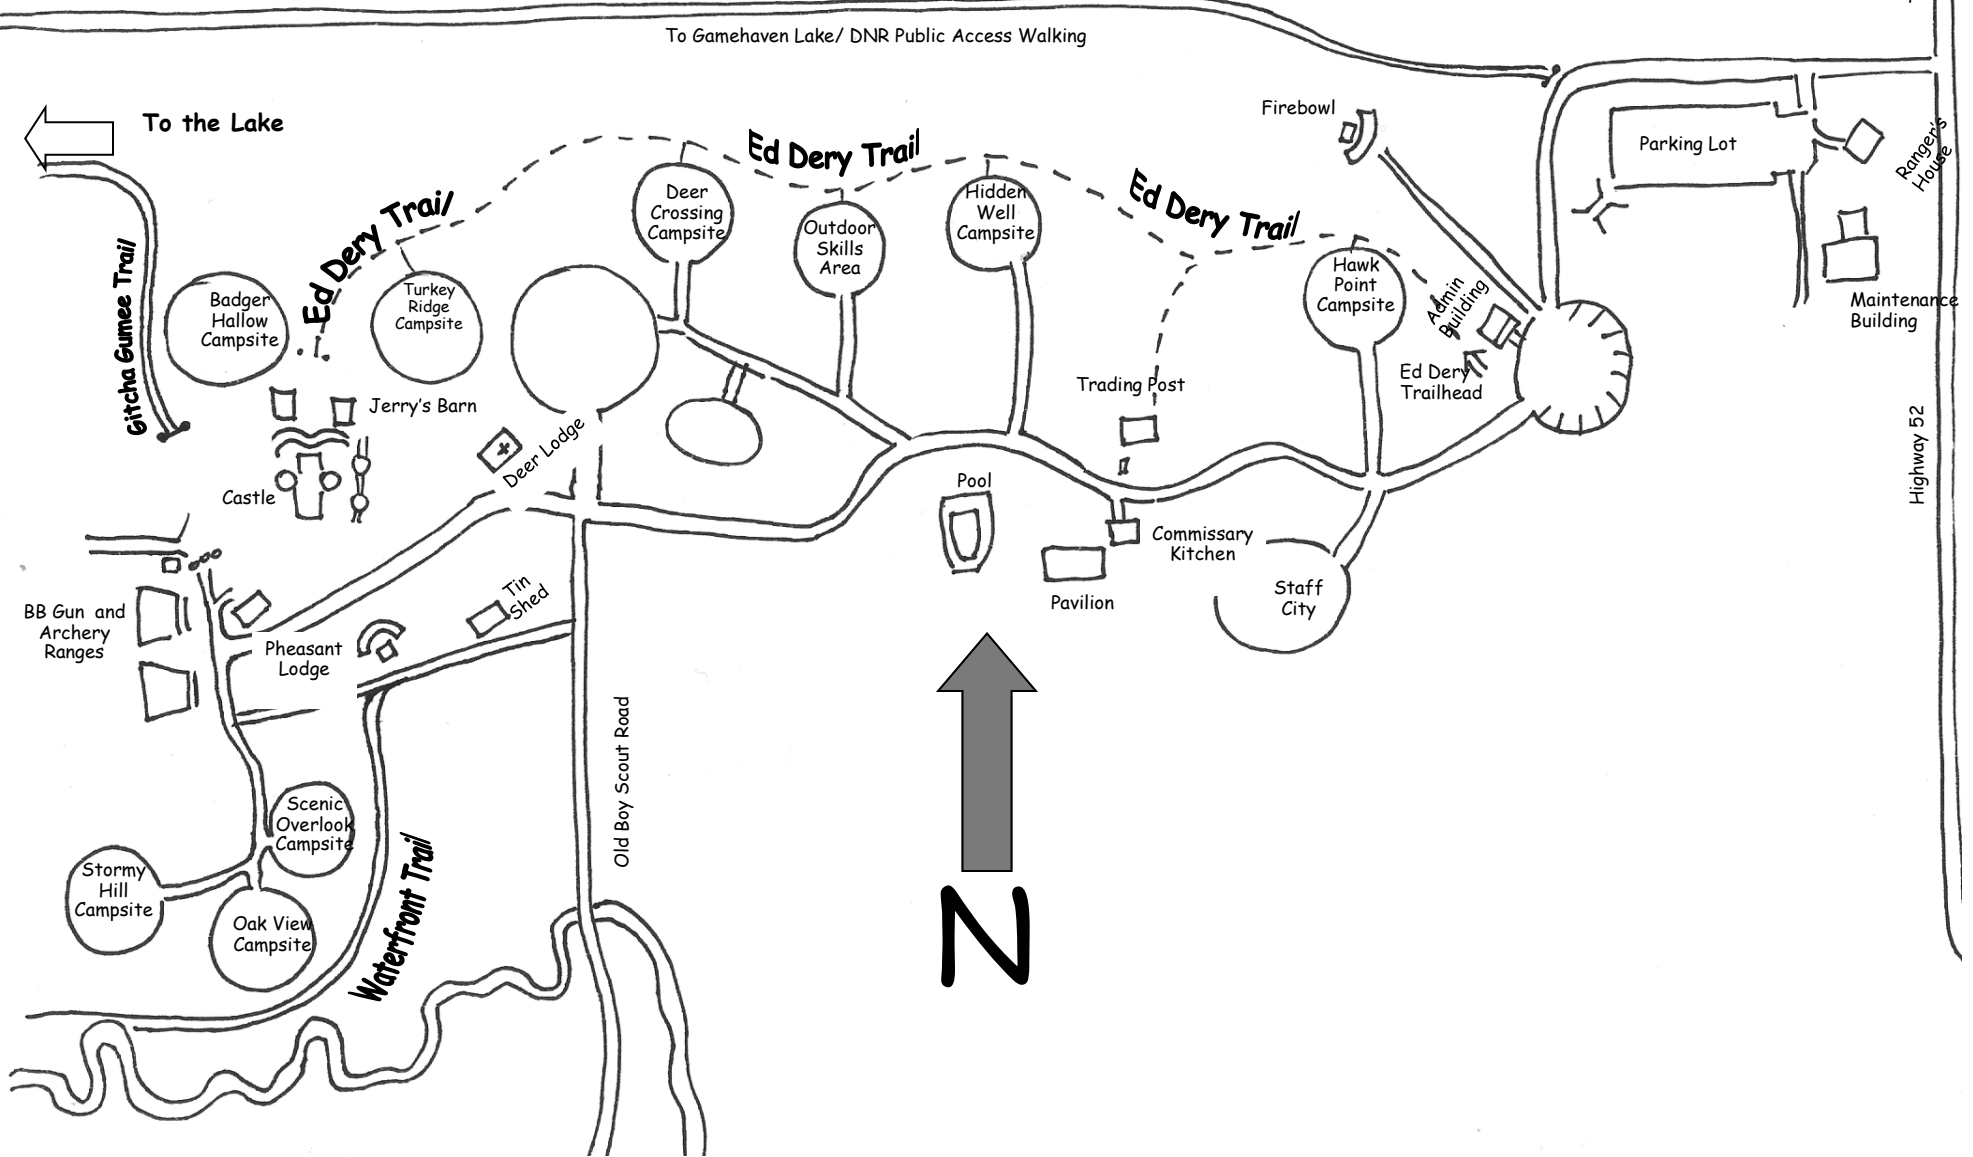 To Gamehaven Lake/ DNR Public Access Walking
To the Lake
Firebowl
Parking Lot
Ranger's
House
Ed Dery Trail
Ed Dery Trail
Ed Dery Trail
Deer
Crossing
Campsite
Outdoor
Skills
Area
Hidden
Well
Campsite
Hawk
Point
Campsite
Admin
Building
Maintenance
Building
Gitcha Gumee Trail
Badger
Hallow
Campsite
Turkey
Ridge
Campsite
Ed Dery
Trailhead
Trading Post
Jerry's Barn
Deer Lodge
Castle
Highway 52
Pool
Commissary
Kitchen
Pavilion
Staff
City
Tin
Shed
BB Gun and
Archery
Ranges
Pheasant
Lodge
Old Boy Scout Road
Scenic
Overlook
Campsite
Stormy
Hill
Campsite
Oak View
Campsite
Waterfront Trail
N